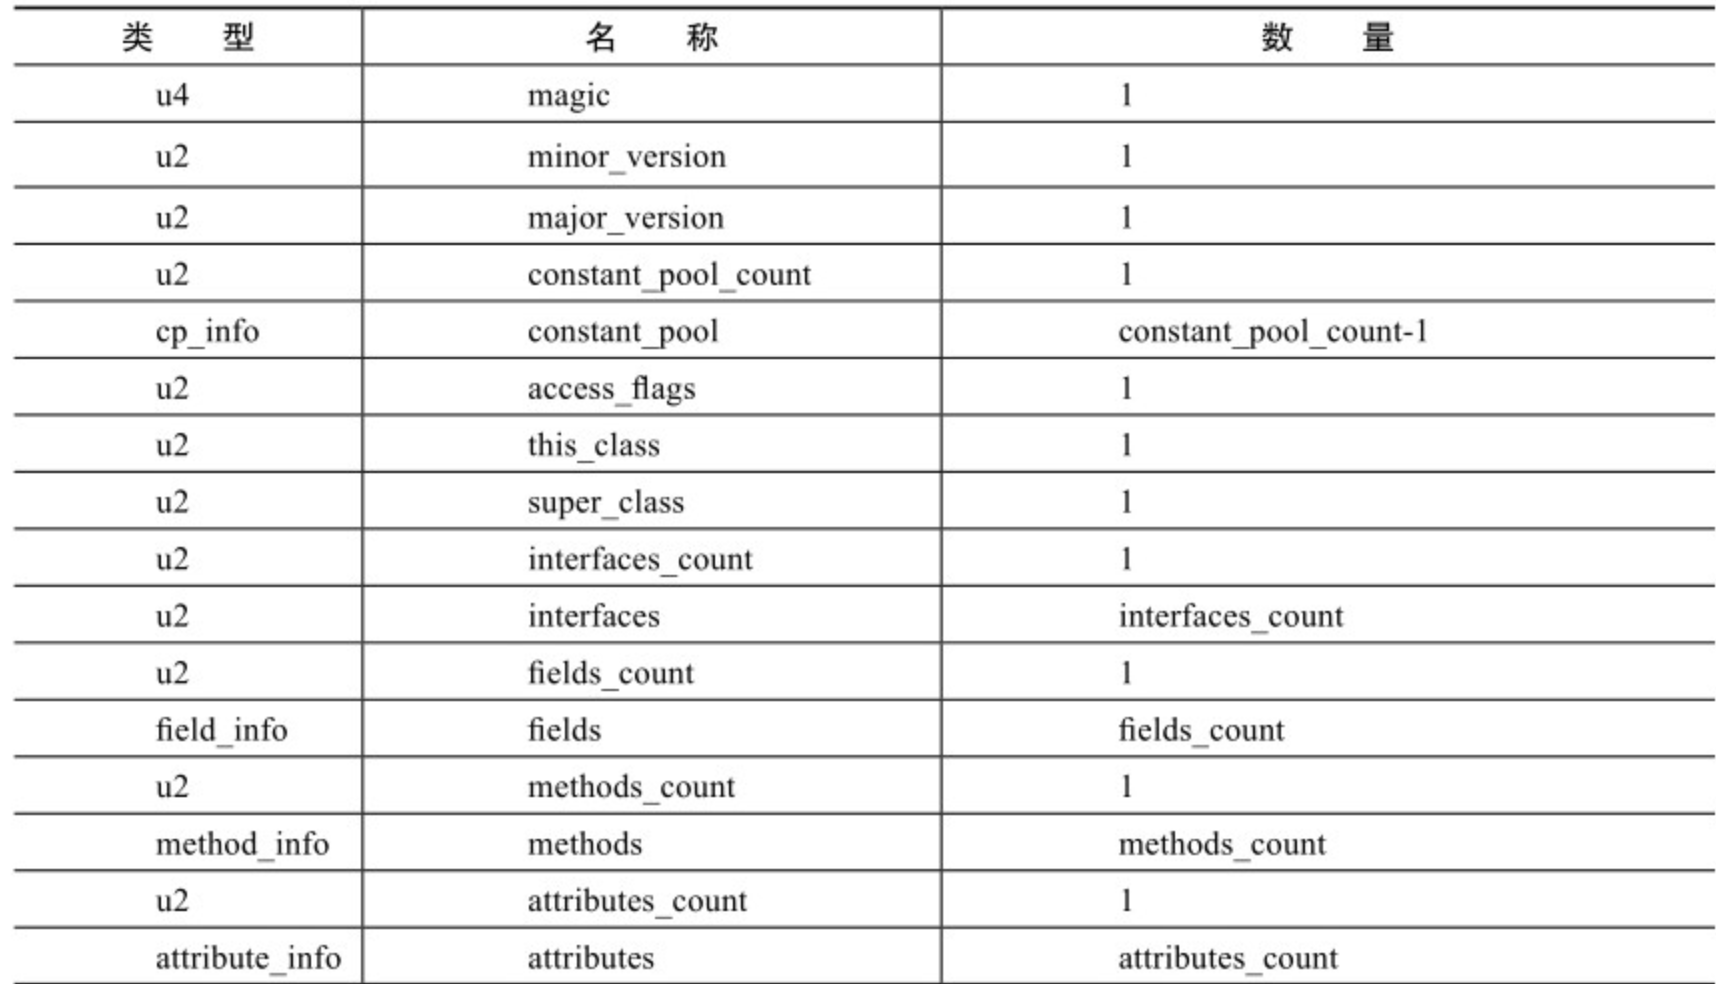 类 型 名 称 数 量
u4 magic 1
u2 minor_version 1
u2 major_version 1
u2 constant_pool_count 1
cp_info constant_pool constant_pool_count-1
u2 access_flags 1
u2 this_class 1
u2 super_class 1
u2 interfaces_count 1
u2 interfaces interfaces_count
u2 fields_count 1
field_info fields fields_count
u2 methods_count 1
method_info methods methods_count
u2 attributes_count 1
attribute_info attributes attributes_count